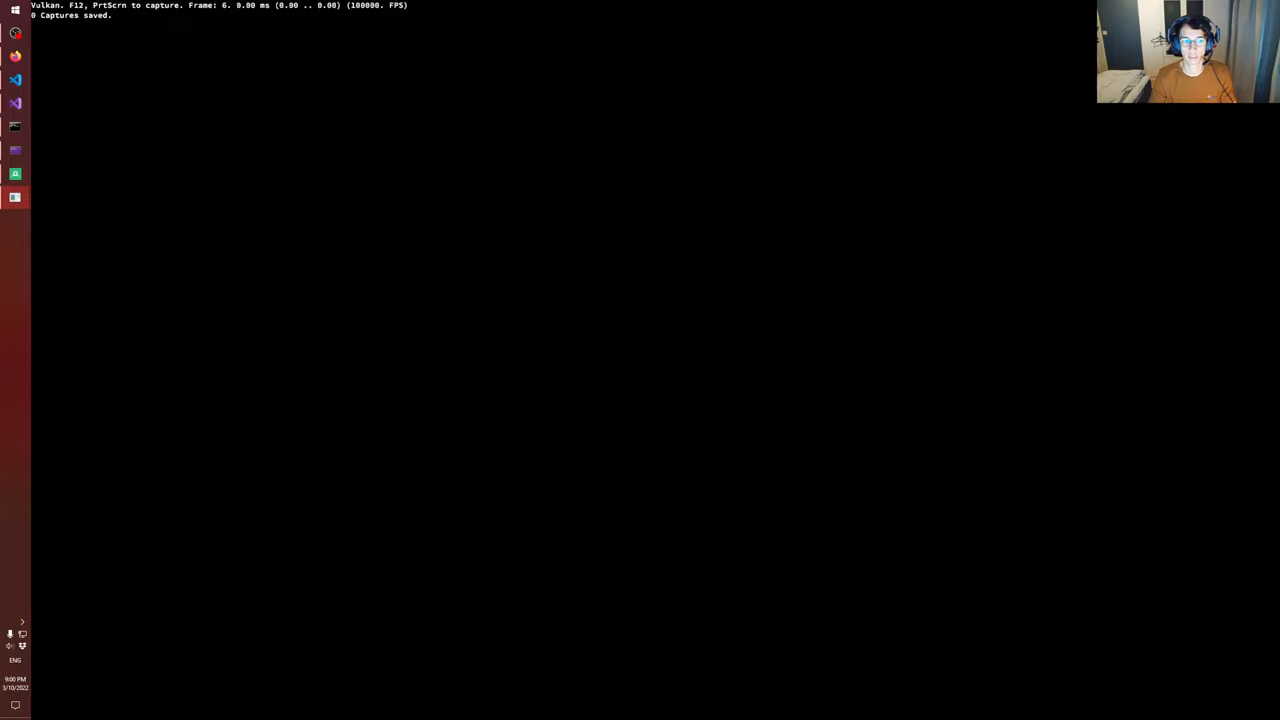 Vulkan. F12, PrtScrn to capture. Frame: 6. 0.00 ms (0.00 .. 0.00) (100000. FPS)
0 Captures saved.
ENG
9:00 PM
3/10/2022